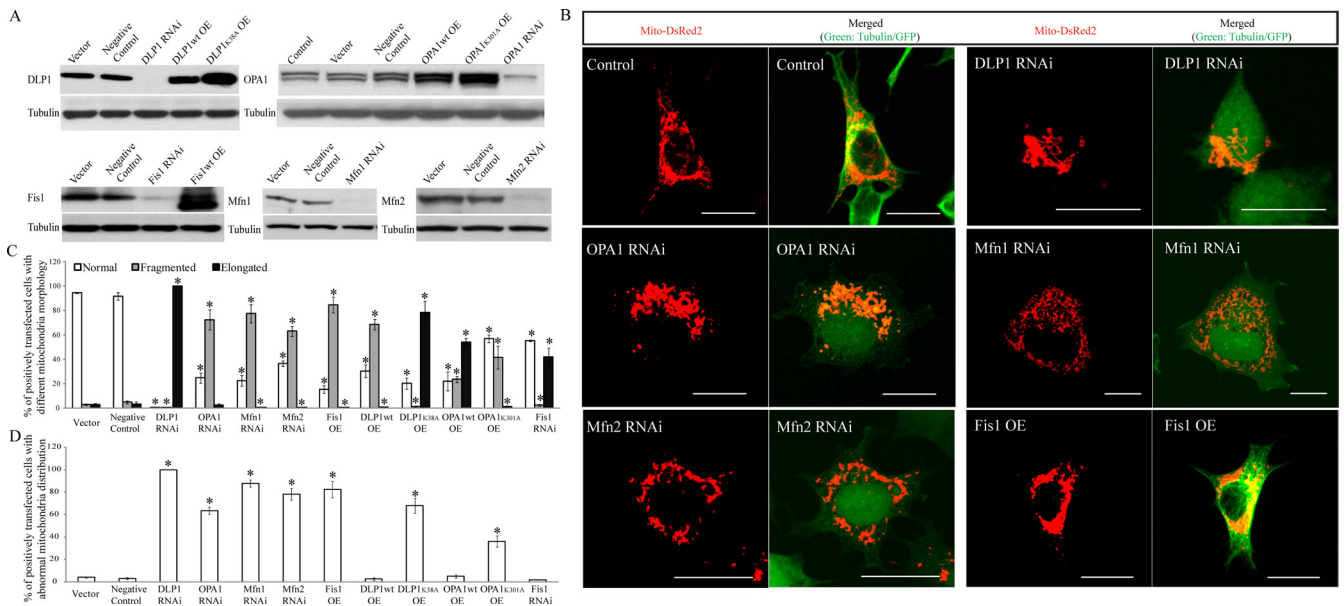 A
Vector
Negative
Control
DLP1 RNAi
DLP1wt OE
DLP1K38A OE
DLP1
Tubulin
Control
Vector
Negative
Control
OPA1wt OE
OPA1K301A OE
OPA1 RNAi
OPA1
Tubulin
Vector
Negative
Control
Fis1 RNAi
Fis1wt OE
Fis1
Tubulin
Vector
Negative
Control
Mfn1 RNAi
Mfn1
Tubulin
Vector
Negative
Control
Mfn2 RNAi
Mfn2
Tubulin
B
Mito-DsRed2
Merged
(Green: Tubulin/GFP)
Mito-DsRed2
Merged
(Green: Tubulin/GFP)
Control
Control
DLP1 RNAi
DLP1 RNAi
OPA1 RNAi
OPA1 RNAi
Mfn1 RNAi
Mfn1 RNAi
Mfn2 RNAi
Mfn2 RNAi
Fis1 OE
Fis1 OE
C
% of positively transfected cells with
different mitochondria morphology
Normal
Fragmented
Elongated
120
100
80
60
40
20
0
* * * * * * * * * * * * * * * * * * * * * * * * * * * *
Vector
Negative
Control
DLP1
RNAi
OPA1
RNAi
Mfn1
RNAi
Mfn2
RNAi
Fis1
OE
DLP1wt
OE
DLP1K38A
OE
OPA1wt
OE
OPA1K301A
OE
Fis1
RNAi
D
% of positively transfected cells with
abnormal mitochondria distribution
120
100
80
60
40
20
0
* * * * * * *
Vector
Negative
Control
DLP1
RNAi
OPA1
RNAi
Mfn1
RNAi
Mfn2
RNAi
Fis1
OE
DLP1wt
OE
DLP1K38A
OE
OPA1wt
OE
OPA1K301A
OE
Fis1
RNAi